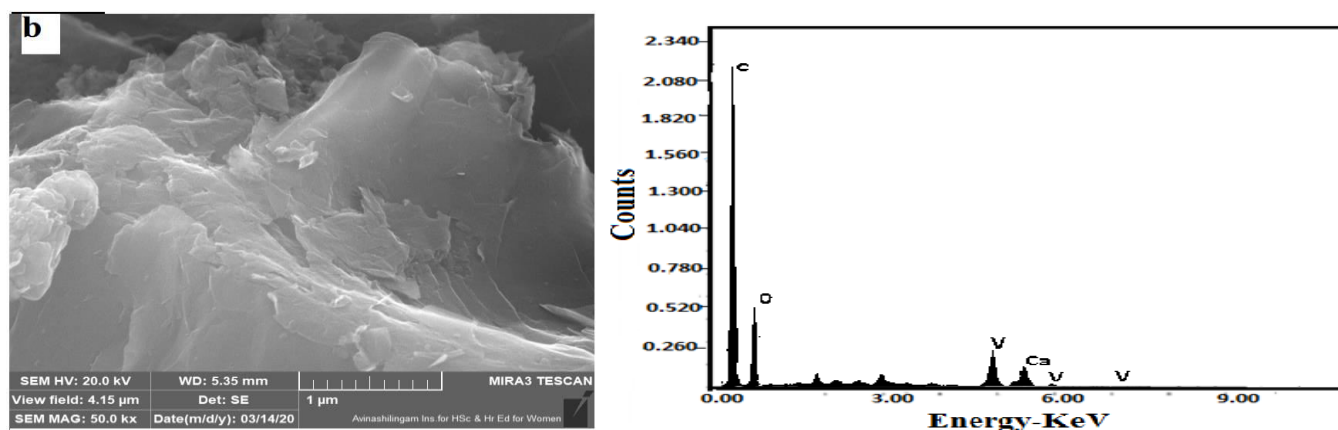 b
SEM HV: 20.0 kV
WD: 5.35 mm
MIRA3 TESCAN
View field: 4.15 µm
Det: SE
1 µm
SEM MAG: 50.0 kx
Date(m/d/y): 03/14/20
Avinashilingam Ins for HSc & Hr Ed for Women
Counts
2.340
2.080
1.820
1.560
1.300
1.040
0.780
0.520
0.260
C
O
V
Ca
V
V
0.00
3.00
6.00
9.00
Energy-KeV